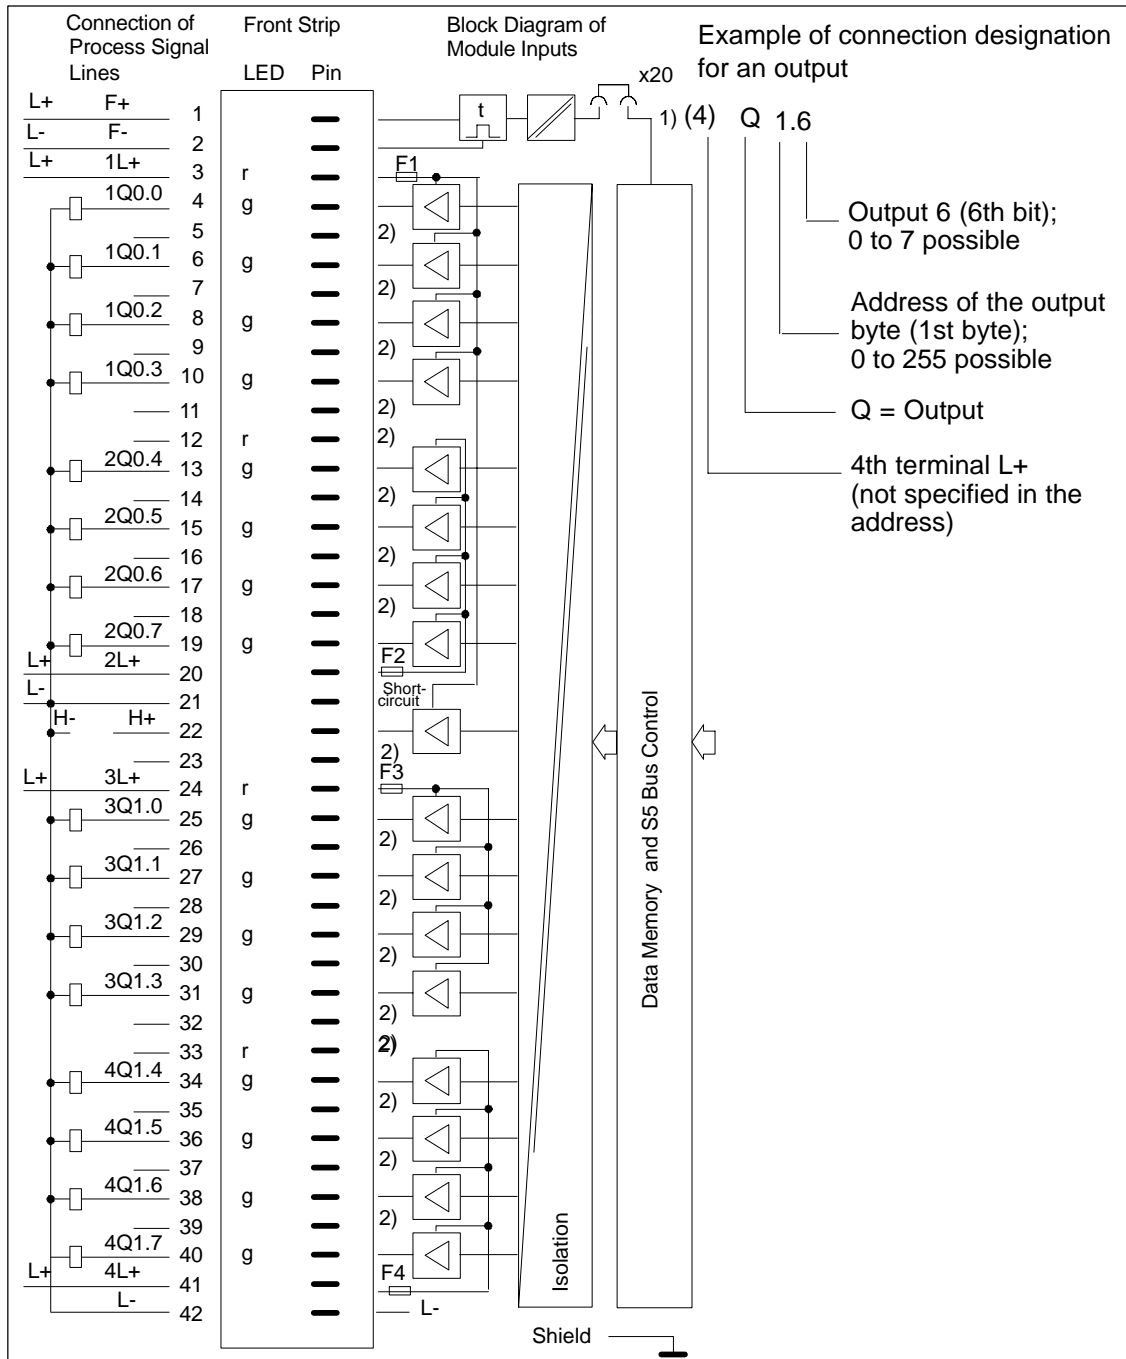 Connection of
Process Signal
Lines
Front Strip
LED Pin
Block Diagram of
Module Inputs
Example of connection designation
for an output
x20
1) (4) Q 1.6
Output 6 (6th bit);
0 to 7 possible
Address of the output
byte (1st byte);
0 to 255 possible
Q = Output
4th terminal L+
(not specified in the
address)
L+ F+ 1 t
L- F- 2
L+ 1L+ 3 r F1
1Q0.0 4 g
5 2)
1Q0.1 6 g
7 2)
1Q0.2 8 g
9 2)
1Q0.3 10 g
11 2)
12 r 2)
2Q0.4 13 g
14 2)
2Q0.5 15 g
16 2)
2Q0.6 17 g
18 2)
2Q0.7 19 g
L+ 2L+ 20 F2
L- 21 Short-
circuit
H- H+ 22
23 2)
L+ 3L+ 24 r F3
3Q1.0 25 g
26 2)
3Q1.1 27 g
28 2)
3Q1.2 29 g
30 2)
3Q1.3 31 g
32 2)
33 r 2)
4Q1.4 34 g
35 2)
4Q1.5 36 g
37 2)
4Q1.6 38 g
39 2)
4Q1.7 40 g
L+ 4L+ 41 F4
L- 42 L-
Isolation
Data Memory and S5 Bus Control
Shield